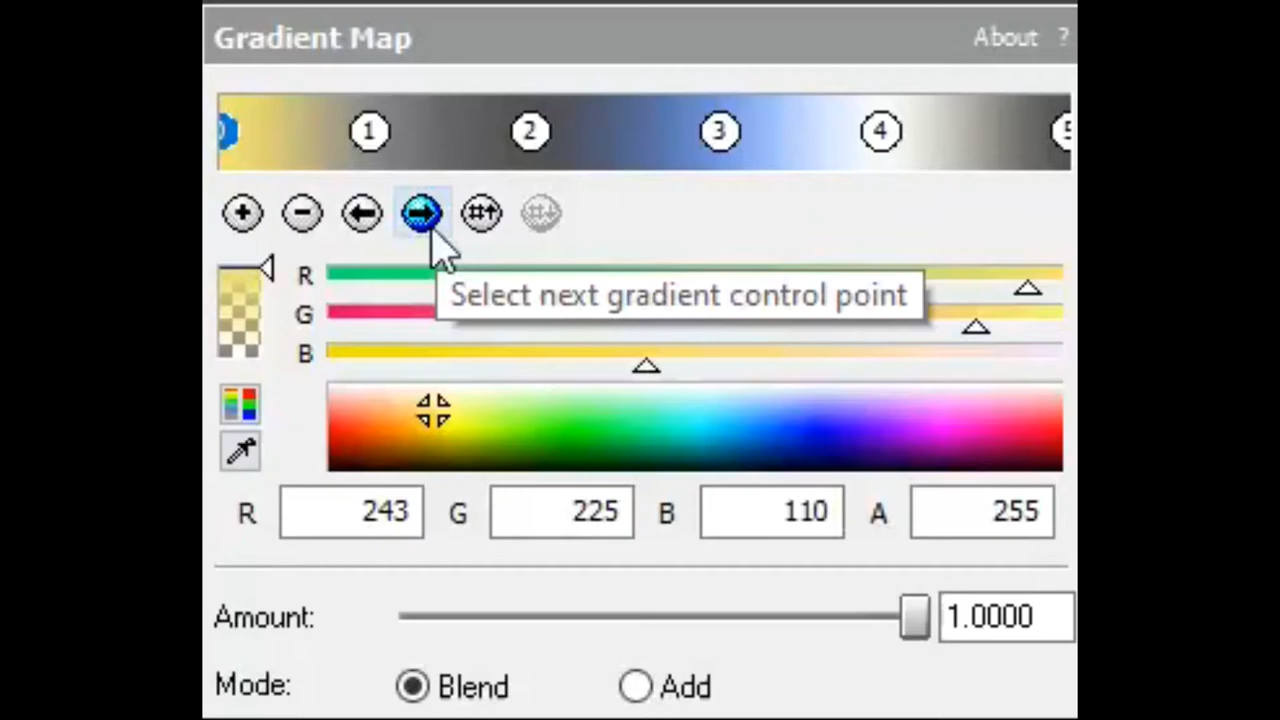 Gradient Map About ?
1 2 3 4 5
Select next gradient control point
R
G
B
R 243 G 225 B 110 A 255
Amount: 1.0000
Mode: Blend Add